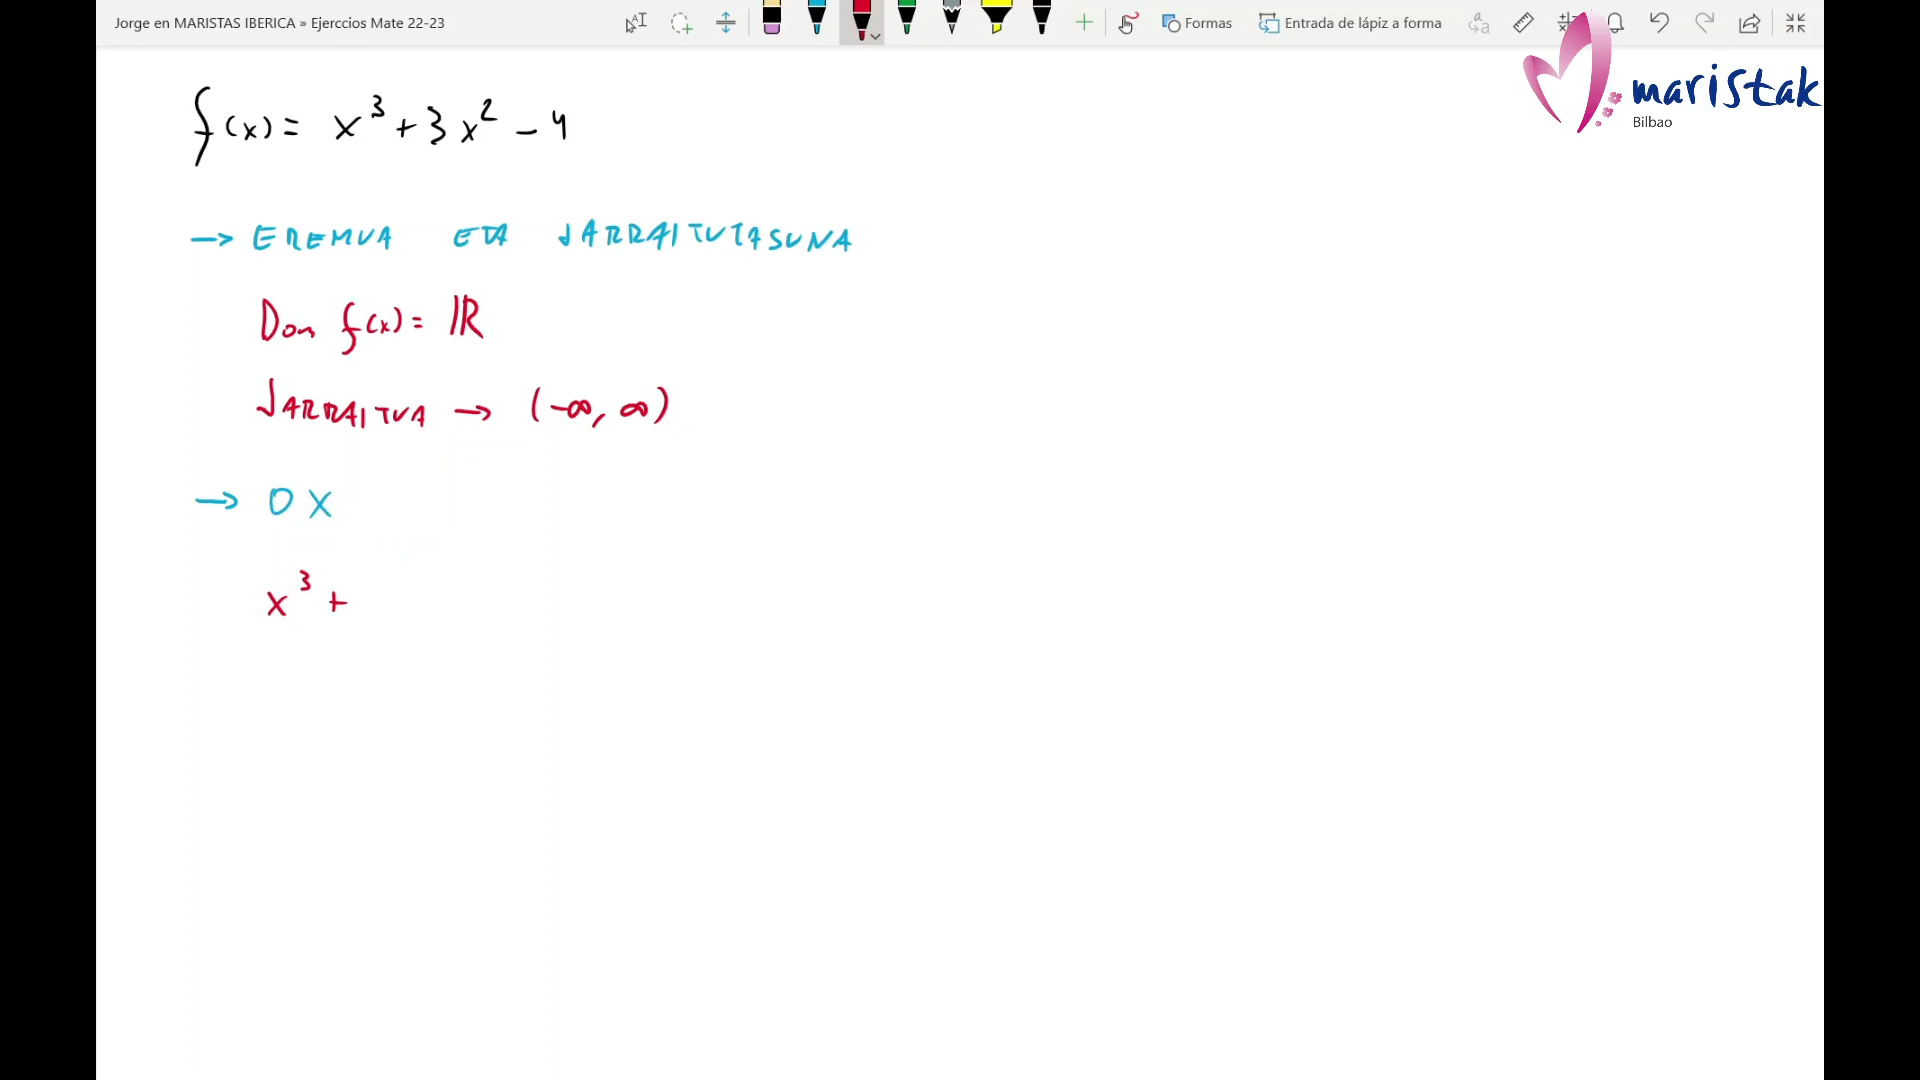 Jorge en MARISTAS IBERICA » Ejerccios Mate 22-23
Formas
Entrada de lápiz a forma
maristak
Bilbao
f(x) = x³ + 3x² - 4
→ EREMUA ETA JARRAITUTASUNA
Dom f(x) = ℝ
JARRAITUA → (-∞, ∞)
→ OX
x³ +